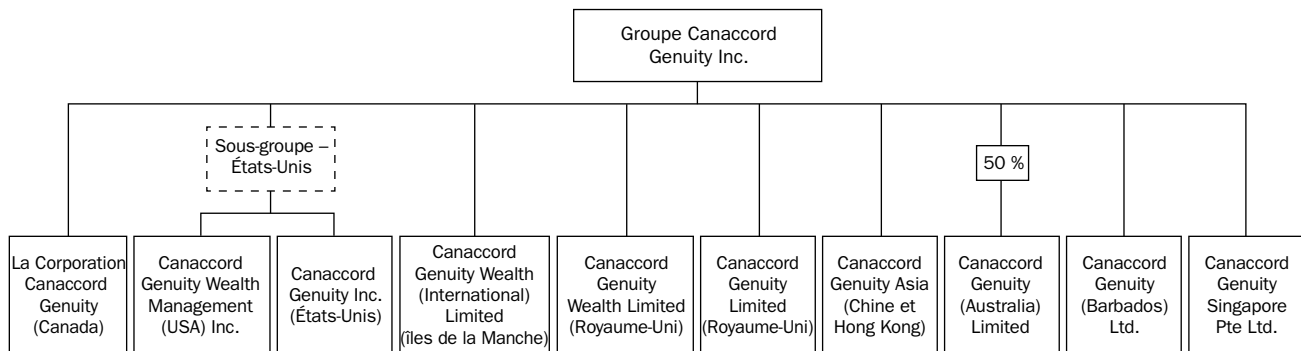 Groupe Canaccord
Genuity Inc.
Sous-groupe –
États-Unis
50 %
La Corporation
Canaccord
Genuity
(Canada)
Canaccord
Genuity Wealth
Management
(USA) Inc.
Canaccord
Genuity Inc.
(États-Unis)
Canaccord
Genuity Wealth
(International)
Limited
(îles de la Manche)
Canaccord
Genuity
Wealth Limited
(Royaume-Uni)
Canaccord
Genuity
Limited
(Royaume-Uni)
Canaccord
Genuity Asia
(Chine et
Hong Kong)
Canaccord
Genuity
(Australia)
Limited
Canaccord
Genuity
(Barbados)
Ltd.
Canaccord
Genuity
Singapore
Pte Ltd.